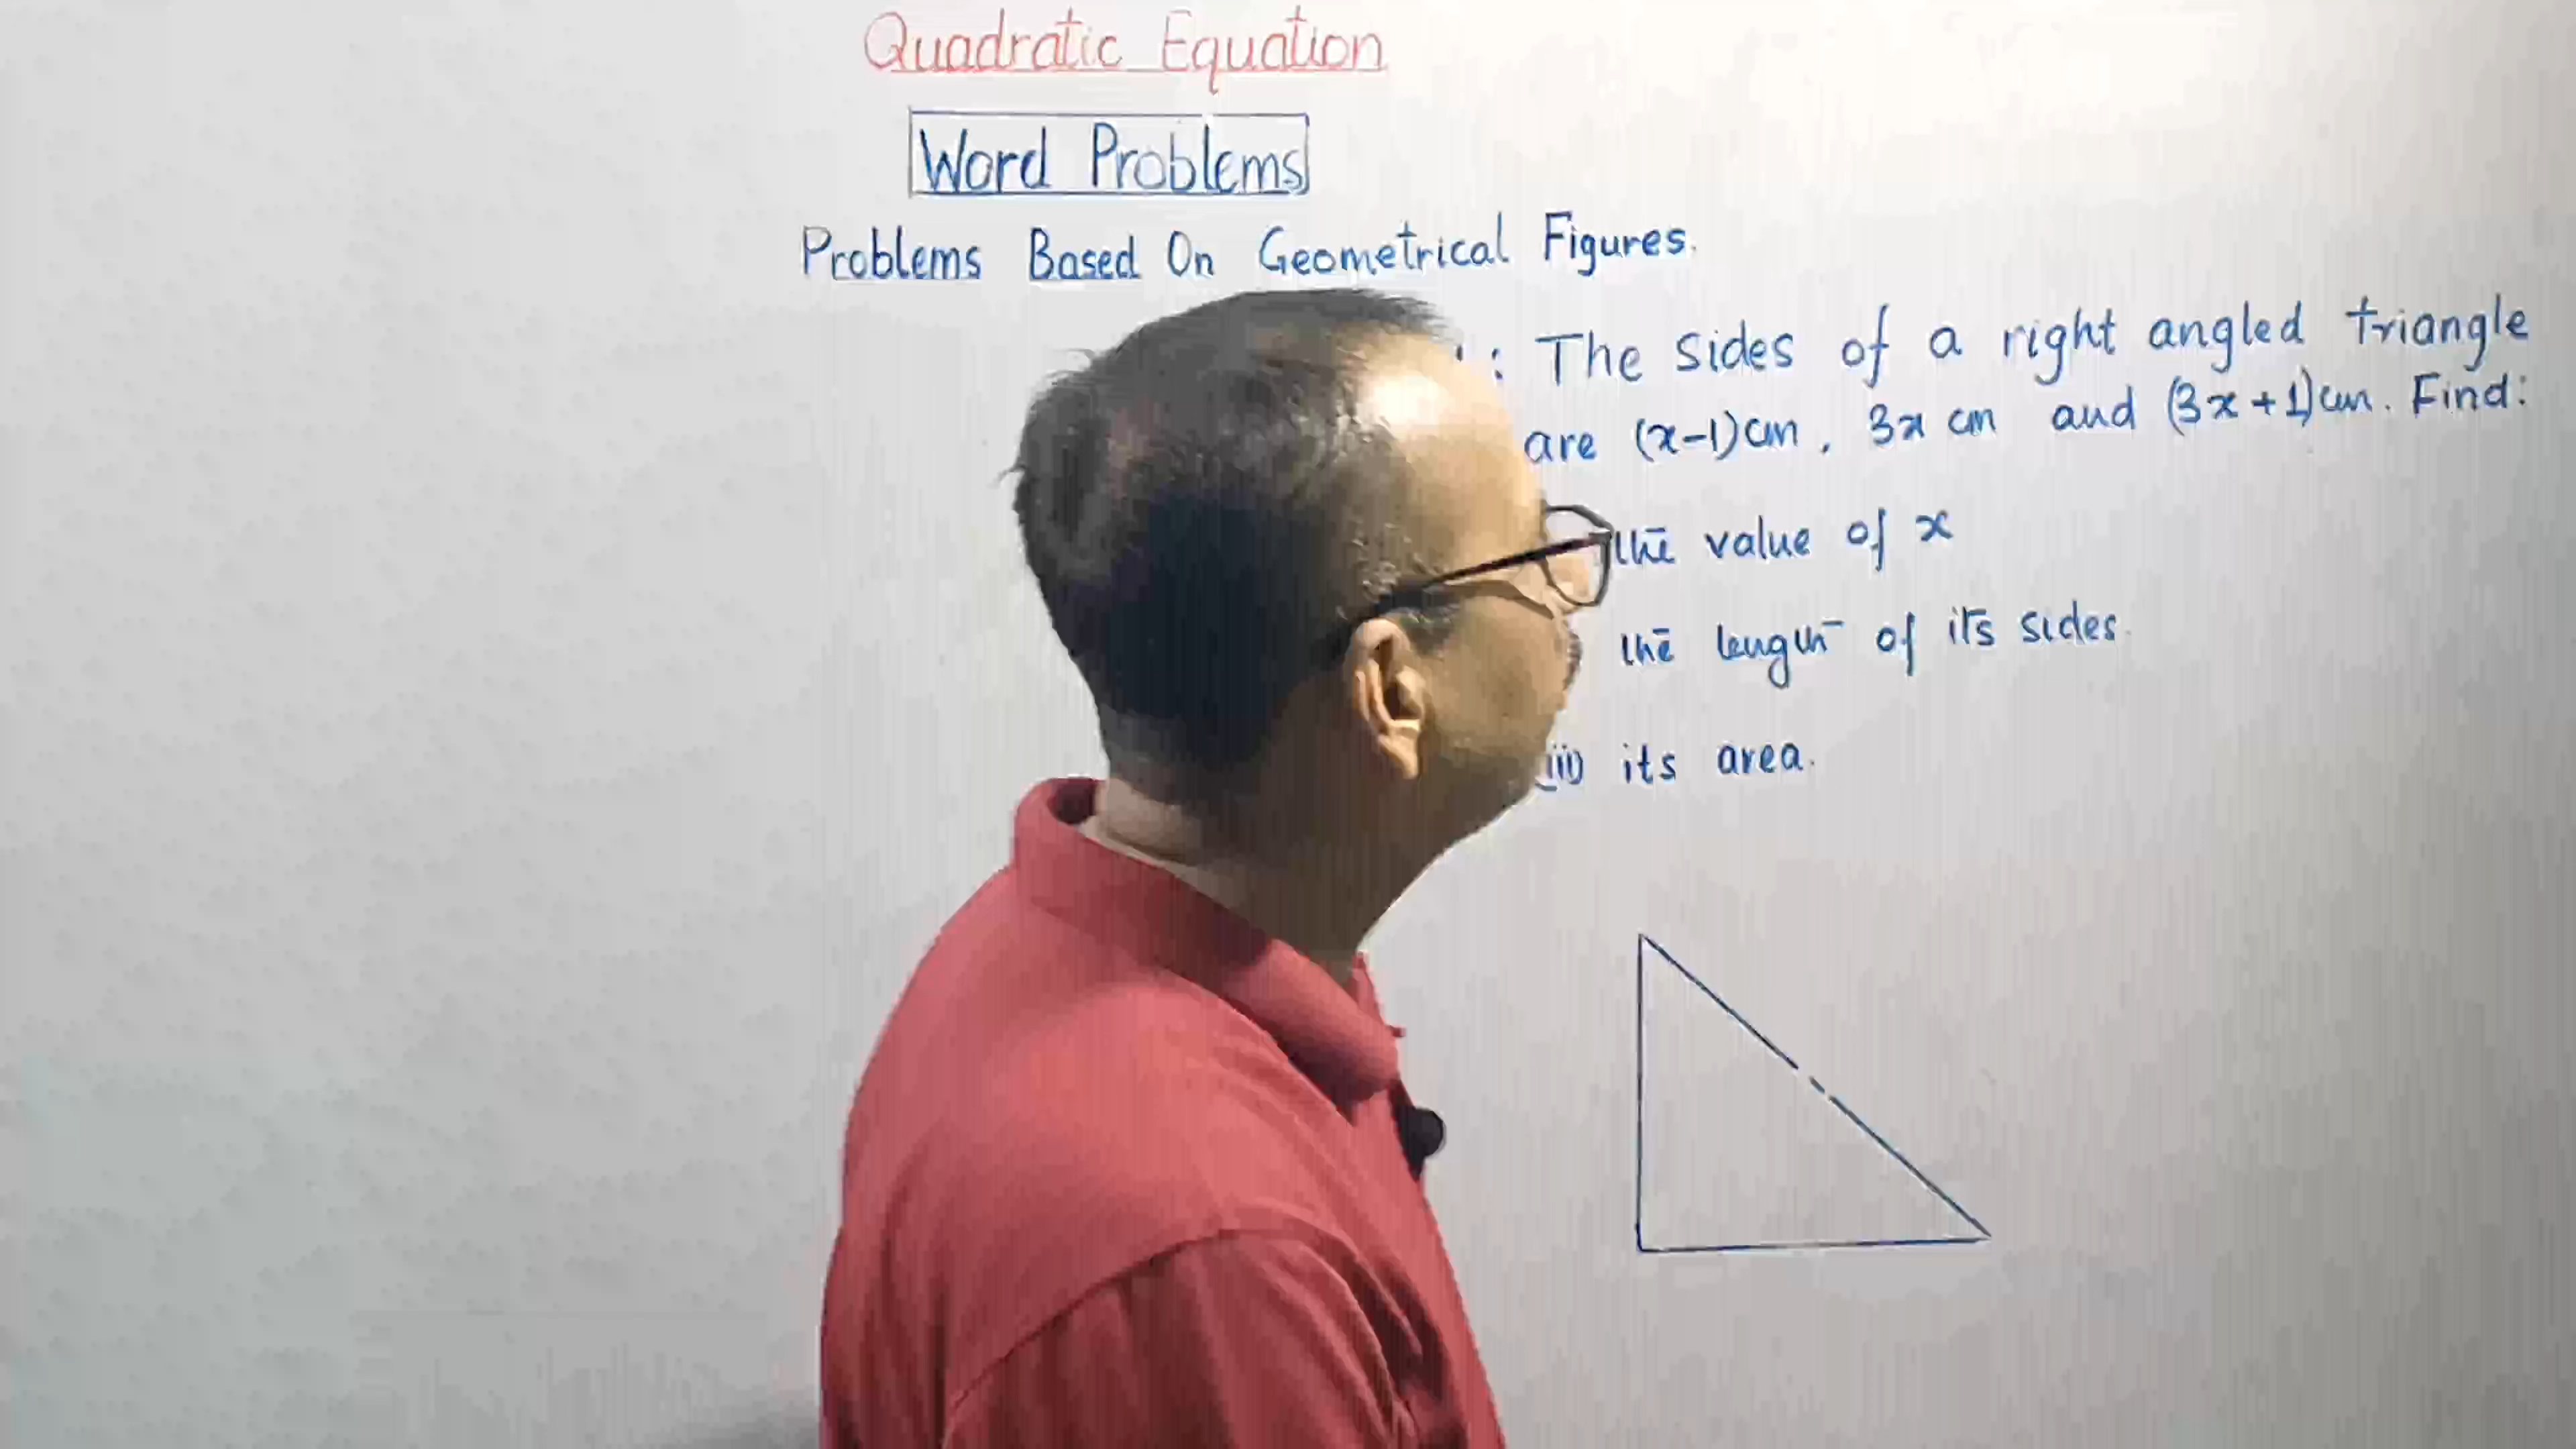 Quadratic Equation
Word Problems
Problems Based On Geometrical Figures.
: The sides of a right angled triangle
are (x-1)cm, 3x cm and (3x+1)cm. Find:
the value of x
the length of its sides.
(iii) its area.